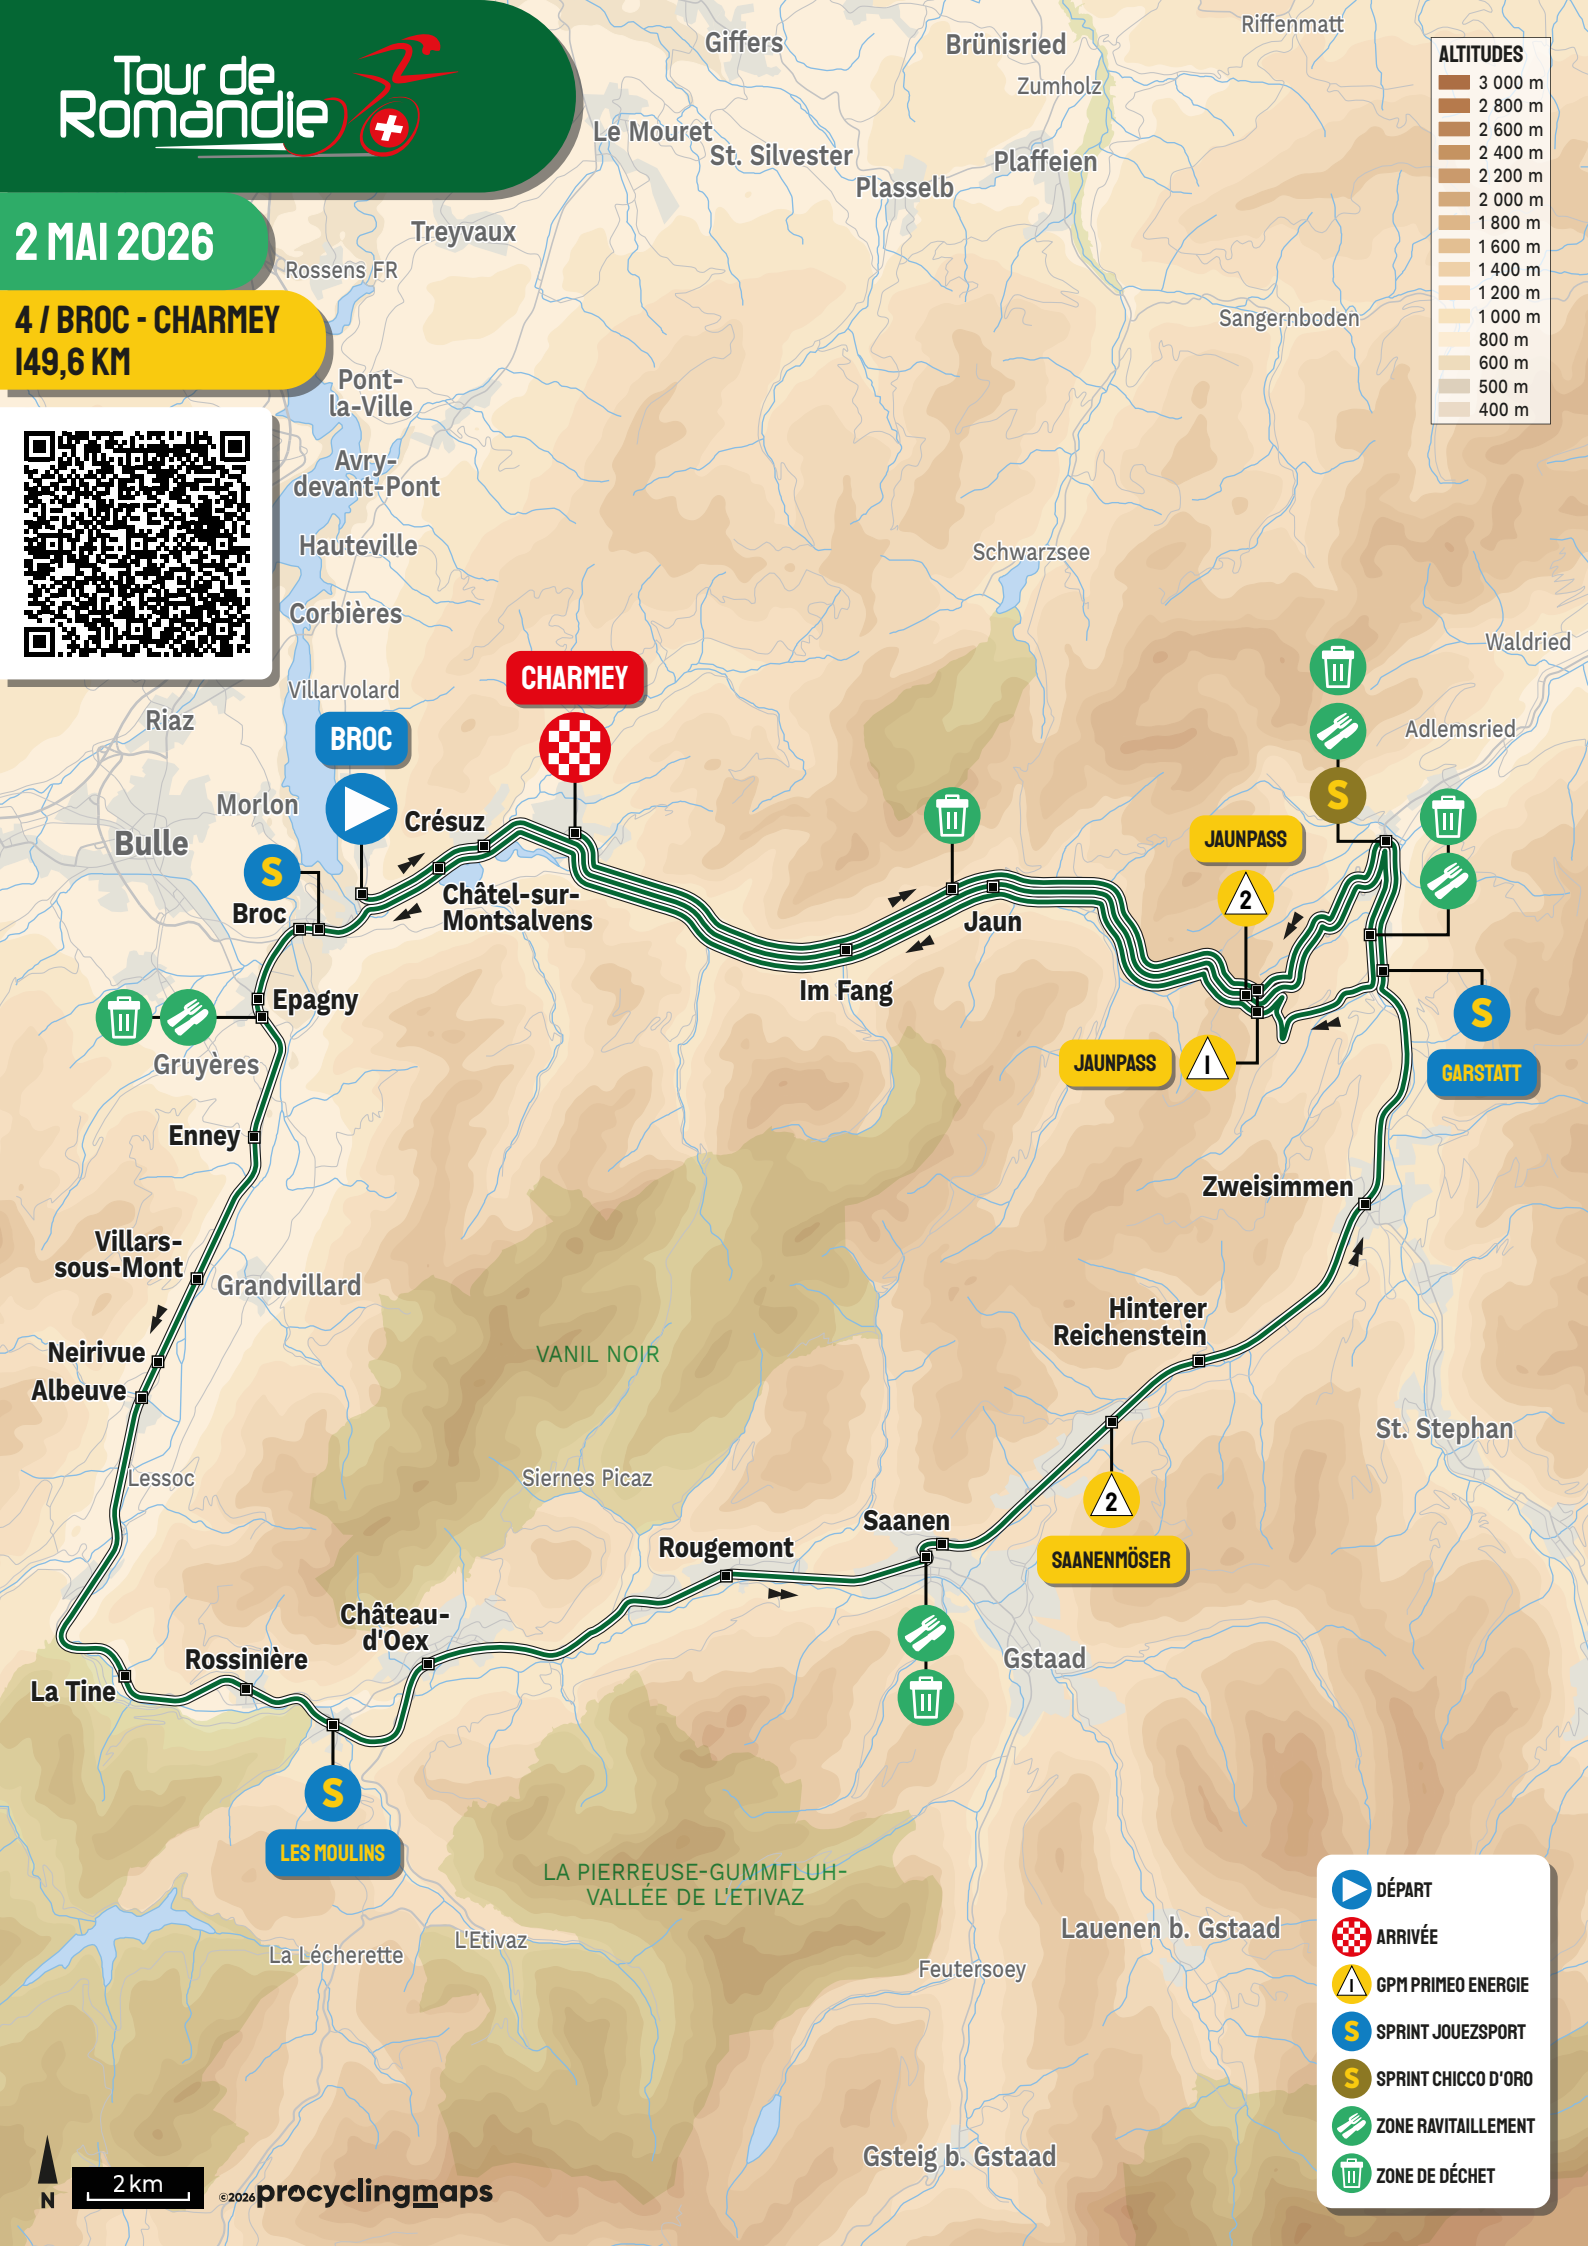 Tour de
Romandie
2 MAI 2026
4 / BROC - CHARMEY
149,6 KM
ALTITUDES
3 000 m
2 800 m
2 600 m
2 400 m
2 200 m
2 000 m
1 800 m
1 600 m
1 400 m
1 200 m
1 000 m
800 m
600 m
500 m
400 m
Giffers
Brünisried
Riffenmatt
Zumholz
Le Mouret
St. Silvester
Plaffeien
Plasselb
Treyvaux
Rossens FR
Sangernboden
Pont-
la-Ville
Avry-
devant-Pont
Hauteville
Schwarzsee
Corbières
Waldried
Villarvolard
CHARMEY
Riaz
BROC
Adlemsried
Morlon
Bulle
Crésuz
S
JAUNPASS
2
S
Broc
Châtel-sur-
Montsalvens
Jaun
Im Fang
Epagny
S
GARSTATT
Gruyères
JAUNPASS
1
Enney
Zweisimmen
Villars-
sous-Mont
Grandvillard
Hinterer
Reichenstein
Neirivue
Albeuve
VANIL NOIR
St. Stephan
Lessoc
Siernes Picaz
2
SAANENMÖSER
Saanen
Rougemont
Château-
d'Oex
Rossinière
La Tine
Gstaad
S
LES MOULINS
LA PIERREUSE-GUMMFLUH-
VALLÉE DE L'ETIVAZ
L'Etivaz
La Lécherette
Lauenen b. Gstaad
Feutersoey
Gsteig b. Gstaad
DÉPART
ARRIVÉE
1 GPM PRIMEO ENERGIE
S SPRINT JOUEZSPORT
S SPRINT CHICCO D'ORO
ZONE RAVITAILLEMENT
ZONE DE DÉCHET
N
2 km
©2026 procyclingmaps